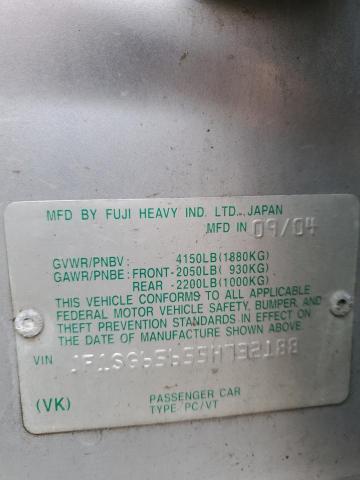 MFD BY FUJI HEAVY IND. LTD., JAPAN
MFD IN 09/04
GVWR/PNBV : 4150LB(1880KG)
GAWR/PNBE : FRONT-2050LB( 930KG)
REAR -2200LB(1000KG)
THIS VEHICLE CONFORMS TO ALL APPLICABLE
FEDERAL MOTOR VEHICLE SAFETY, BUMPER, AND
THEFT PREVENTION STANDARDS IN EFFECT ON
THE DATE OF MANUFACTURE SHOWN ABOVE.
VIN
(VK) PASSENGER CAR
TYPE PC/VT